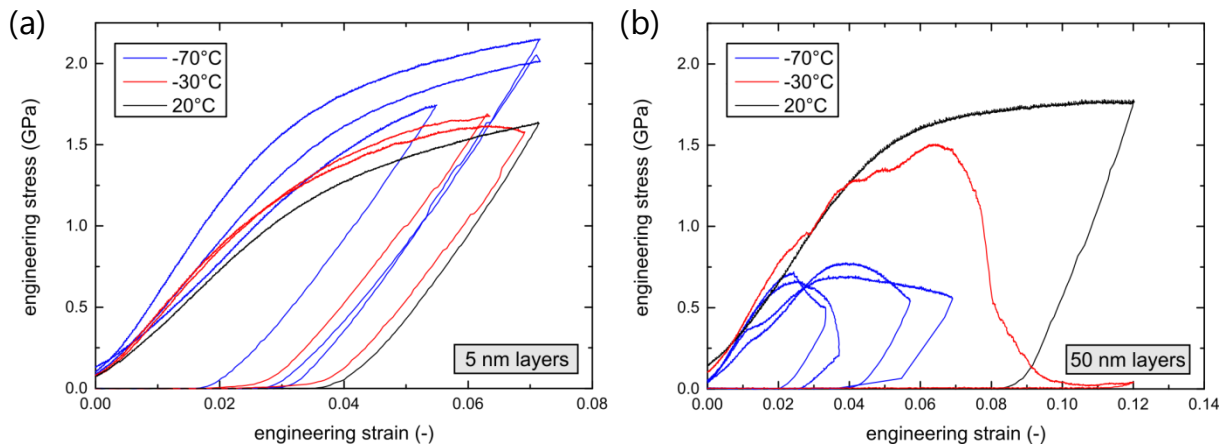 (a)
-70°C
-30°C
20°C
engineering stress (GPa)
2.0
1.5
1.0
0.5
0.0
0.00 0.02 0.04 0.06 0.08
engineering strain (-)
5 nm layers
(b)
-70°C
-30°C
20°C
engineering stress (GPa)
2.0
1.5
1.0
0.5
0.0
0.00 0.02 0.04 0.06 0.08 0.10 0.12 0.14
engineering strain (-)
50 nm layers